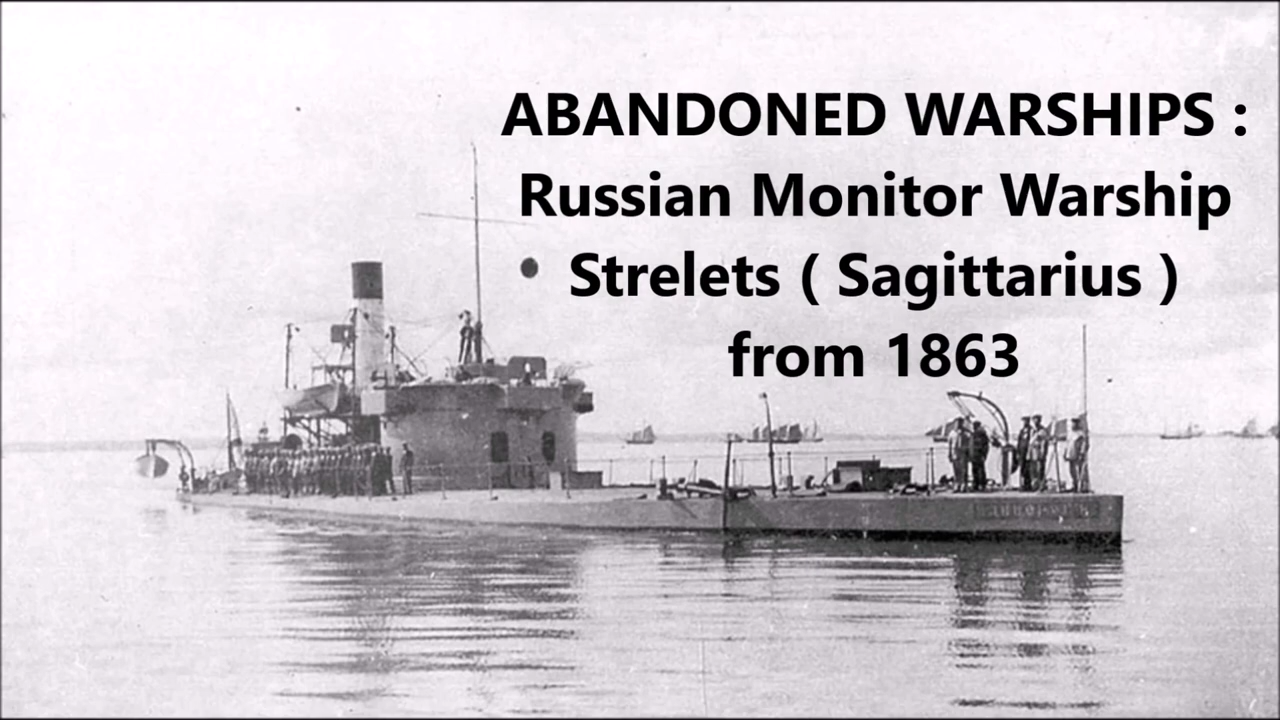 ABANDONED WARSHIPS :
Russian Monitor Warship
Strelets ( Sagittarius )
from 1863